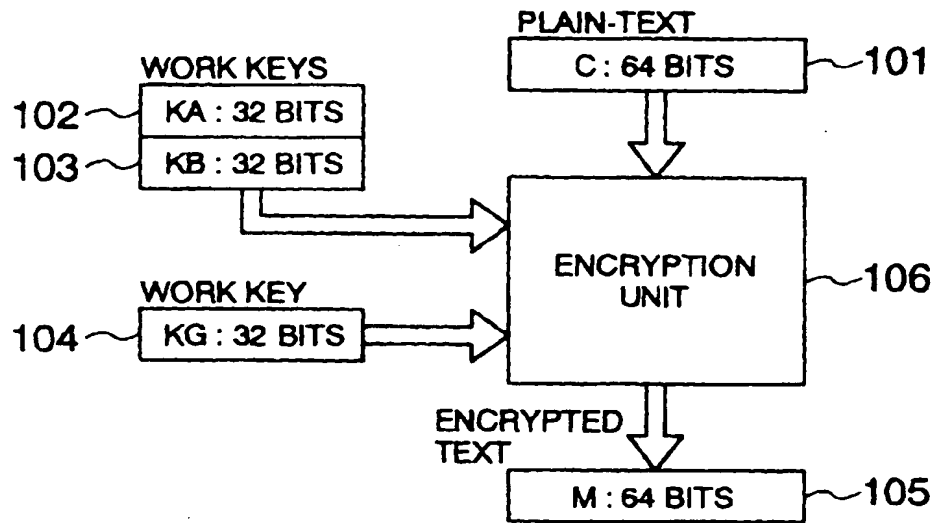 PLAIN-TEXT
C : 64 BITS
101
WORK KEYS
102
KA : 32 BITS
103
KB : 32 BITS
ENCRYPTION
UNIT
106
WORK KEY
104
KG : 32 BITS
ENCRYPTED
TEXT
M : 64 BITS
105